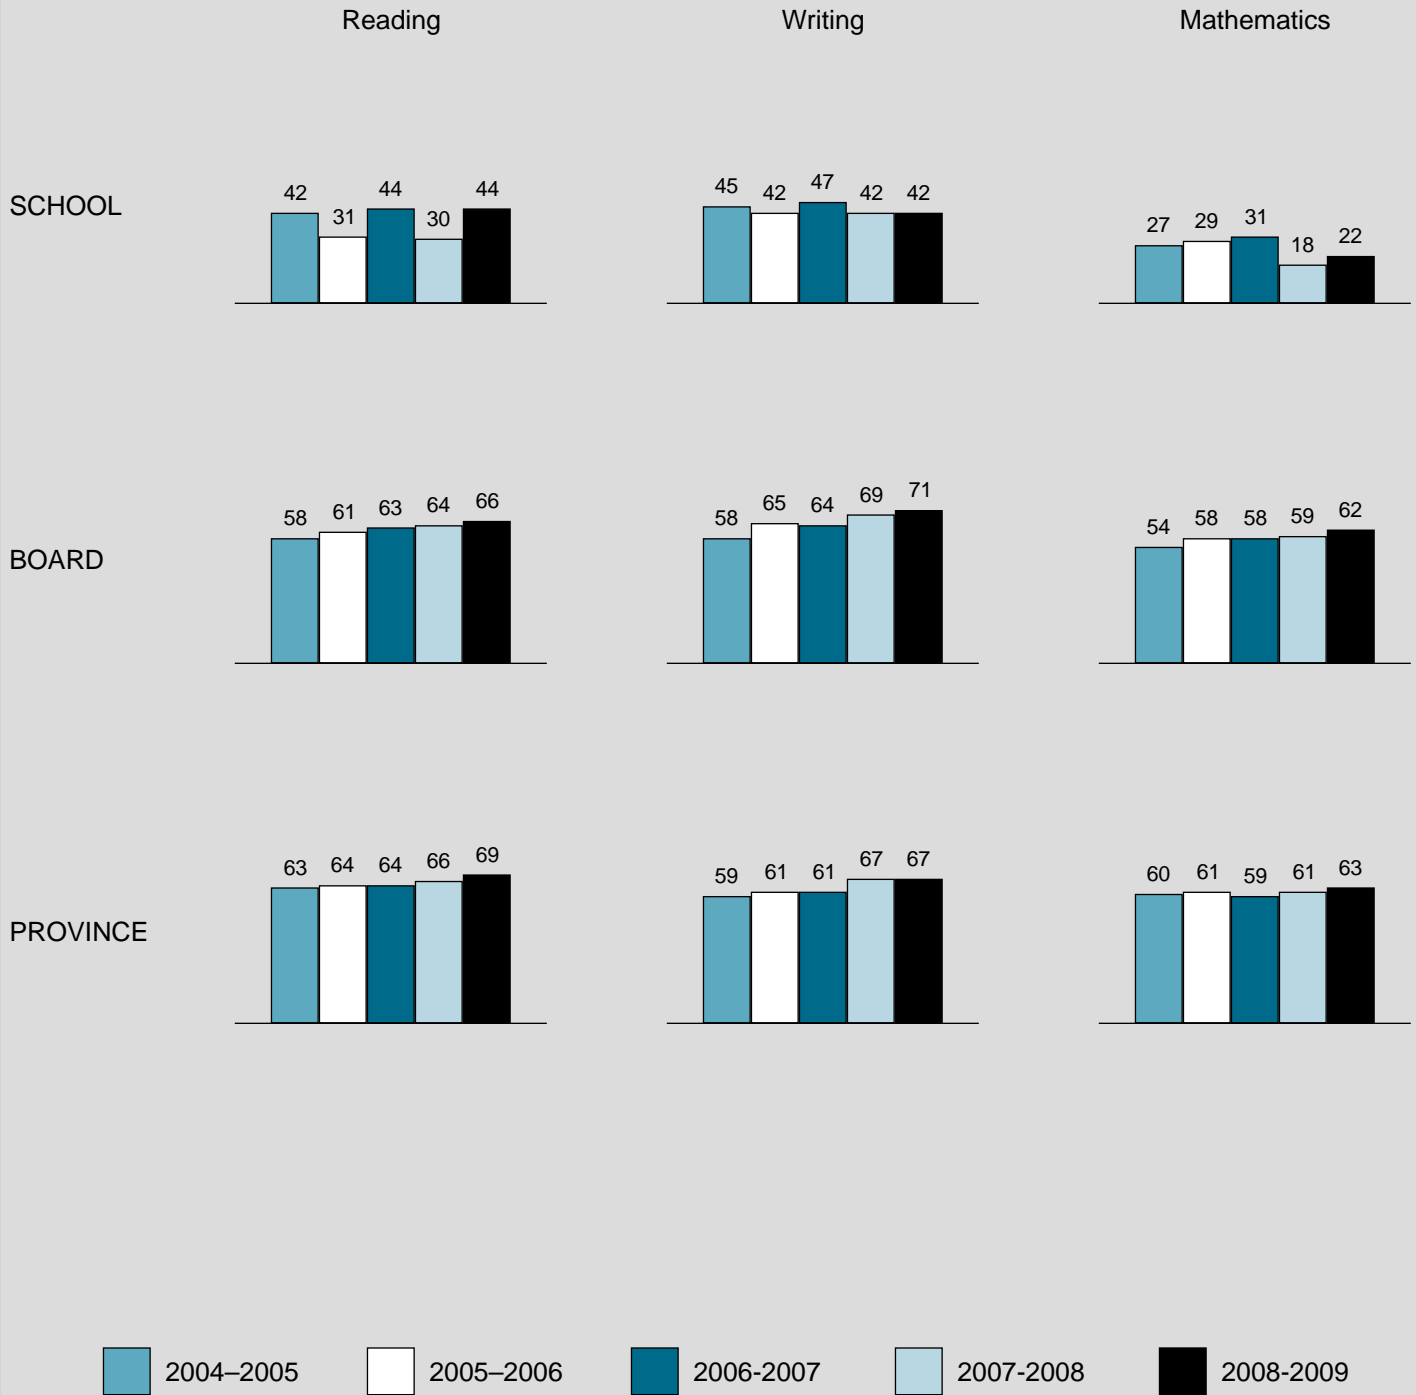 Reading Writing Mathematics
SCHOOL
42 31 44 30 44
45 42 47 42 42
27 29 31 18 22
BOARD
58 61 63 64 66
58 65 64 69 71
54 58 58 59 62
PROVINCE
63 64 64 66 69
59 61 61 67 67
60 61 59 61 63
2004–2005 2005–2006 2006-2007 2007-2008 2008-2009